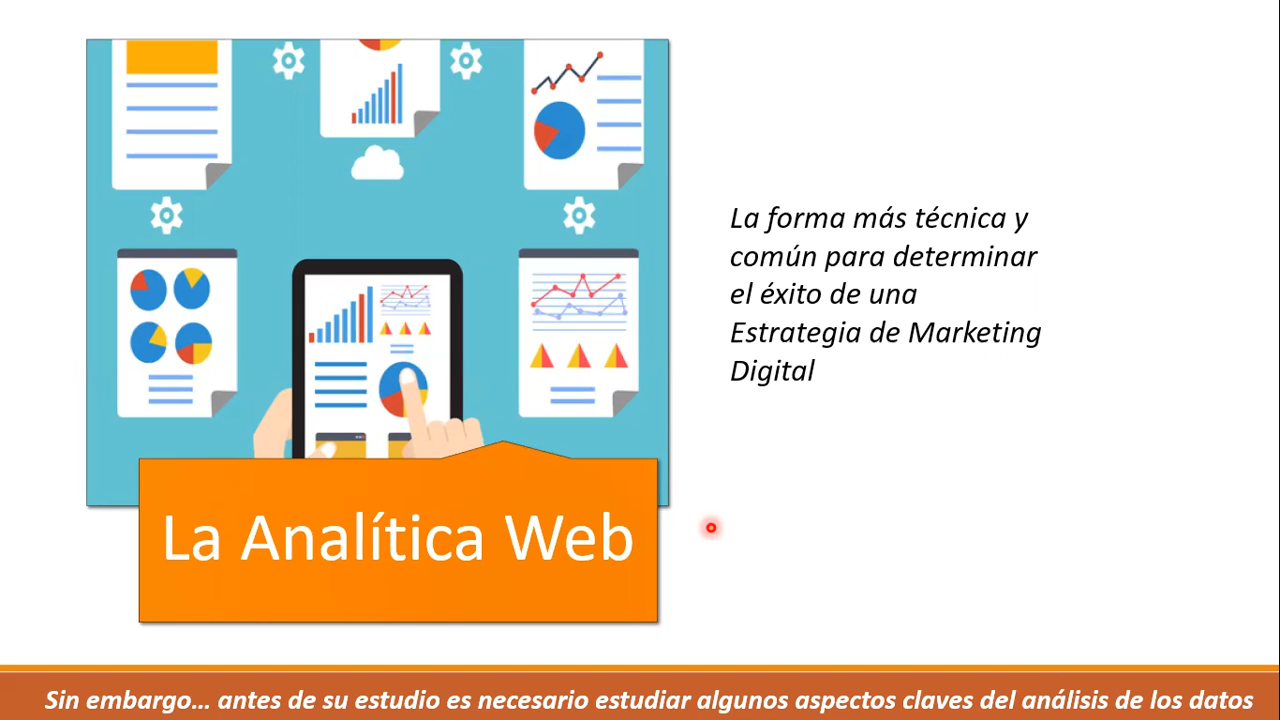 La forma más técnica y
común para determinar
el éxito de una
Estrategia de Marketing
Digital
La Analítica Web
Sin embargo... antes de su estudio es necesario estudiar algunos aspectos claves del análisis de los datos